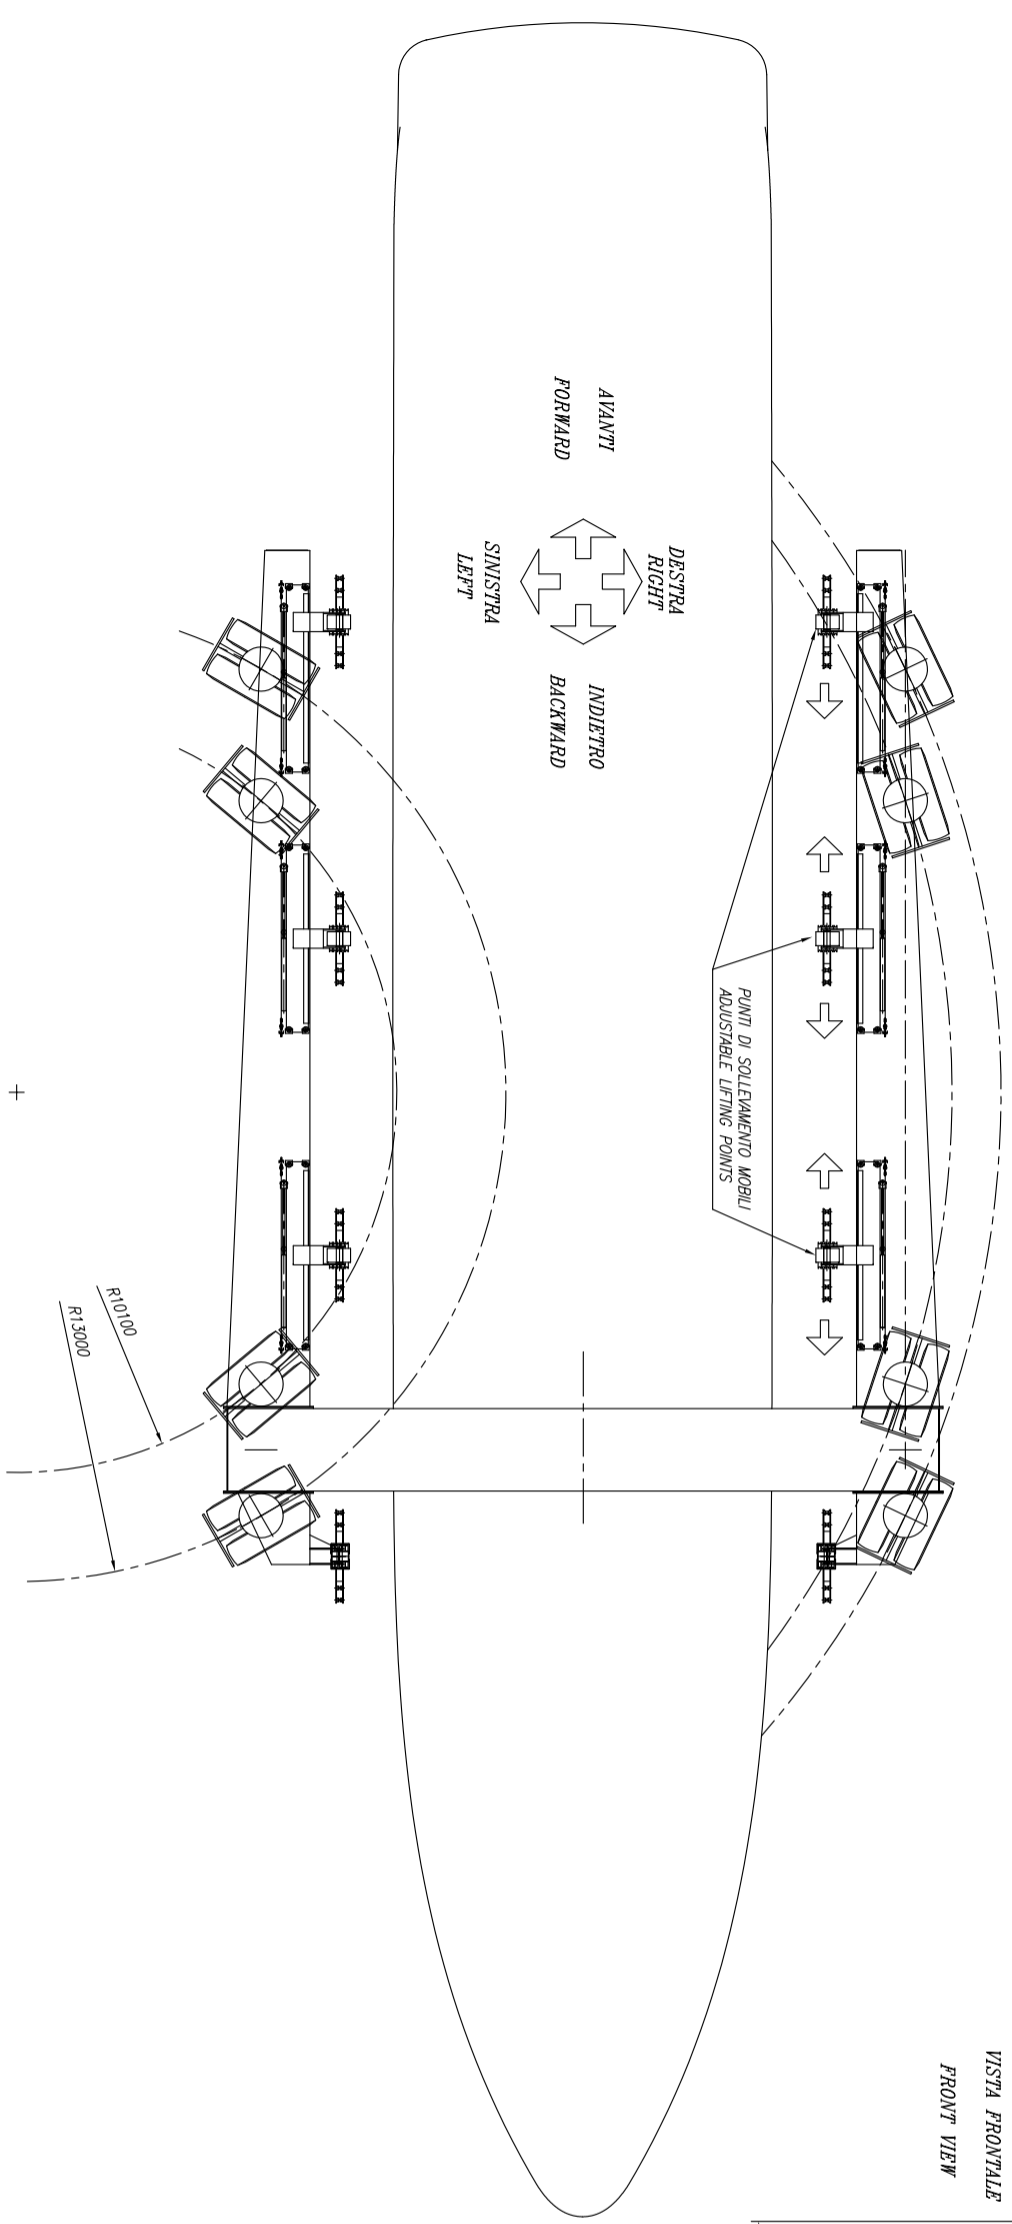 VISTA FRONTALE
FRONT VIEW
DESTRA
RIGHT
AVANTI
FORWARD
INDIETRO
BACKWARD
SINISTRA
LEFT
PUNTI DI SOLLEVAMENTO MOBILI
ADJUSTABLE LIFTING POINTS
R10100
R13000